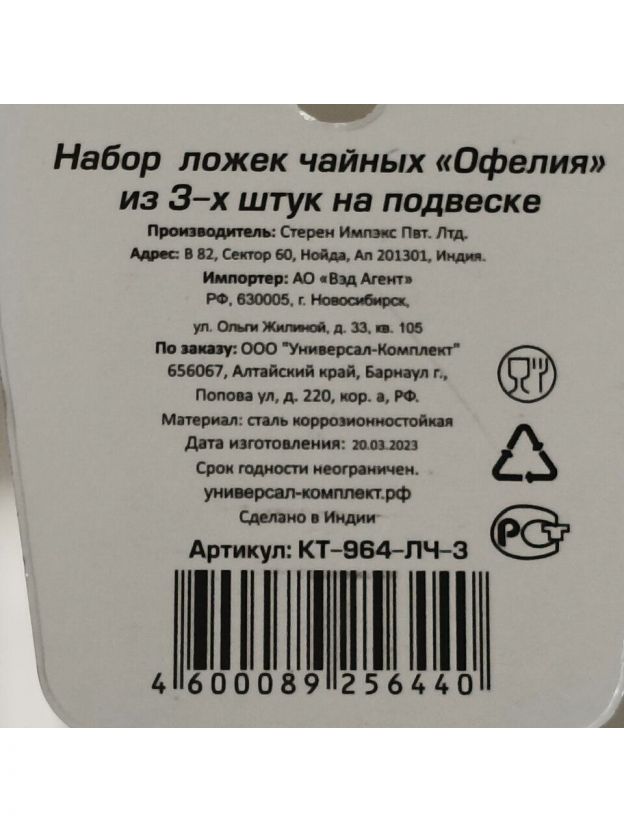 Набор ложек чайных «Офелия»
из 3-х штук на подвеске
Производитель: Стерен Импэкс Пвт. Лтд.
Адрес: В 82, Сектор 60, Нойда, Ап 201301, Индия.
Импортер: АО «Вэд Агент»
РФ, 630005, г. Новосибирск,
ул. Ольги Жилиной, д. 33, кв. 105
По заказу: ООО "Универсал-Комплект"
656067, Алтайский край, Барнаул г.,
Попова ул, д. 220, кор. а, РФ.
Материал: сталь коррозионностойкая
Дата изготовления: 20.03.2023
Срок годности неограничен.
универсал-комплект.рф
Сделано в Индии
РСТ
Артикул: КТ-964-ЛЧ-3
4 600089 256440